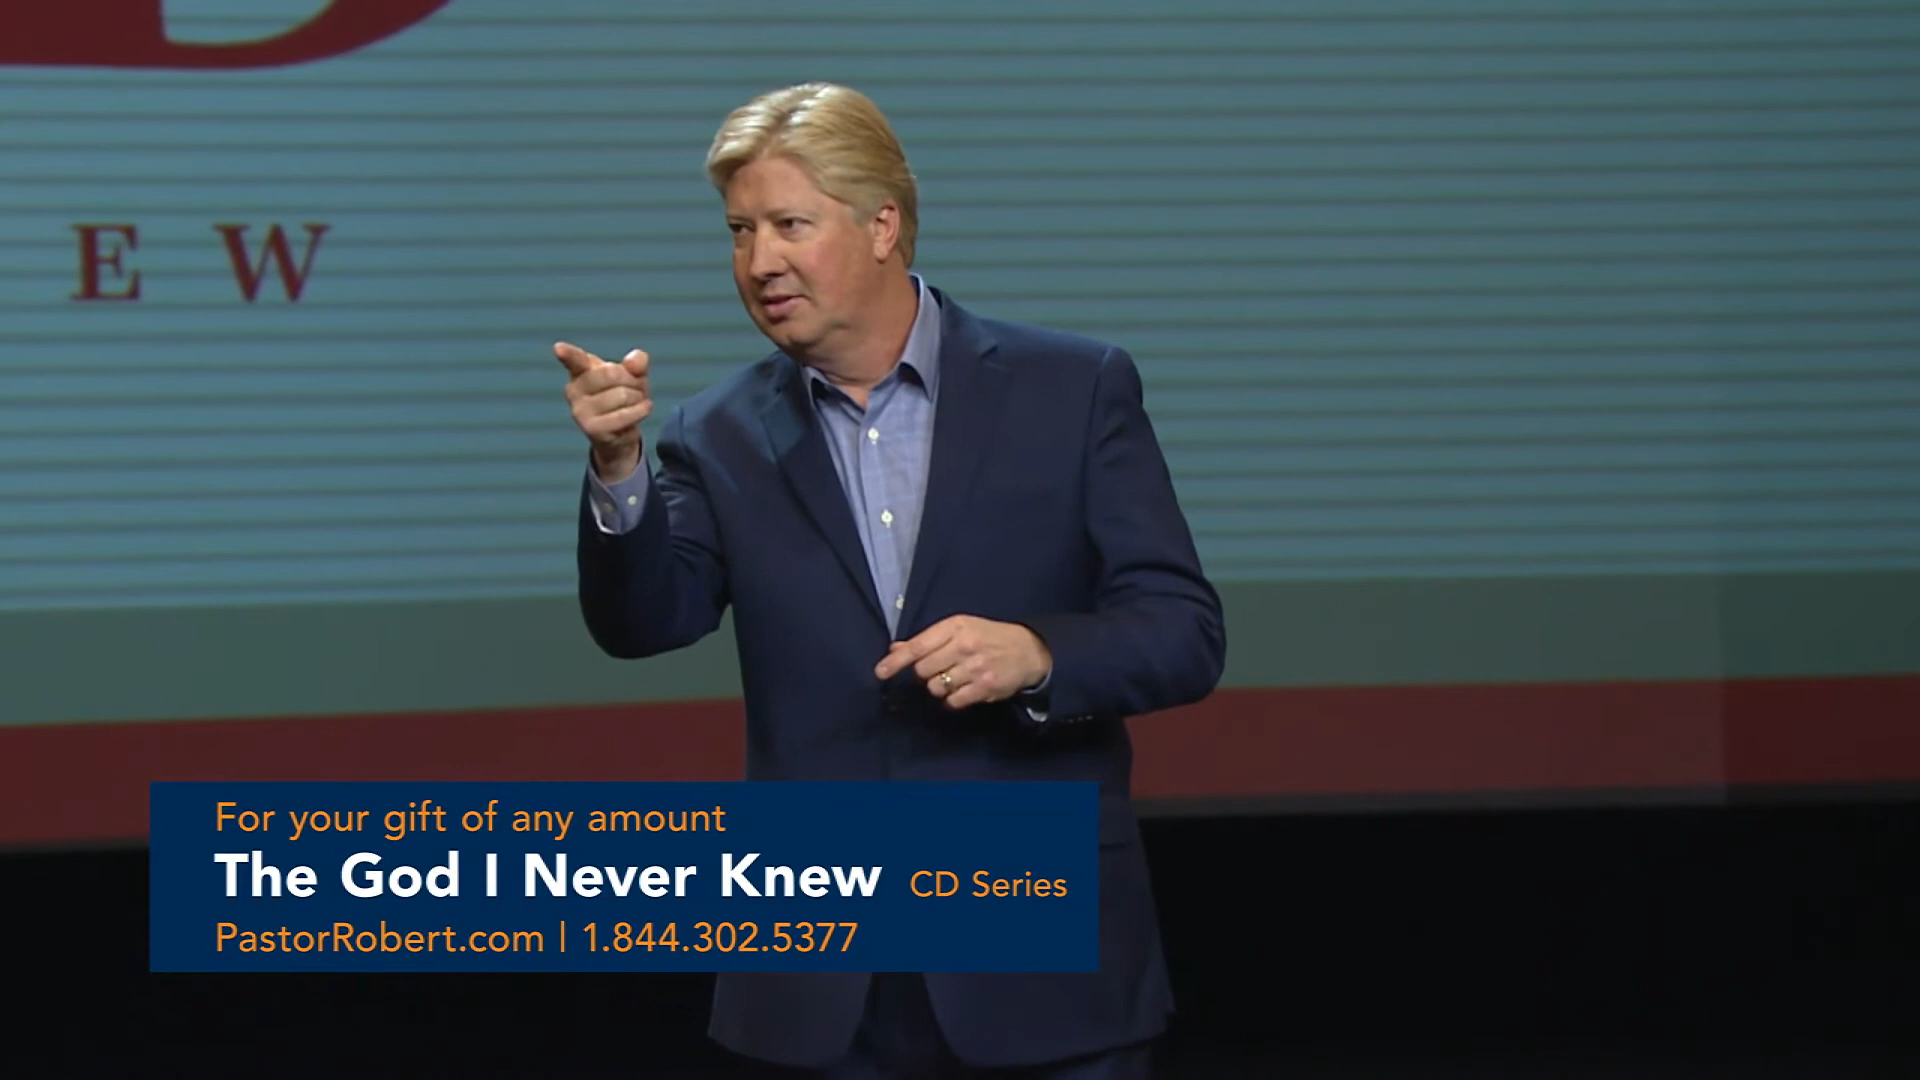 E W
For your gift of any amount
The God I Never Knew CD Series
PastorRobert.com | 1.844.302.5377